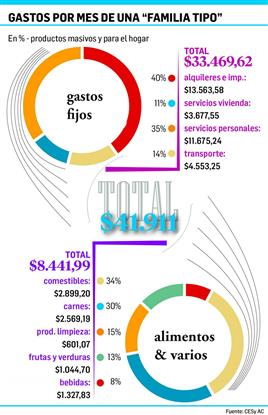 GASTOS POR MES DE UNA “FAMILIA TIPO”
En % - productos masivos y para el hogar
TOTAL
$33.469,62
gastos
fijos
40% alquileres e imp.:
$13.563,58
11% servicios vivienda:
$3.677,55
35% servicios personales:
$11.675,24
14% transporte:
$4.553,25
TOTAL
$41.911
TOTAL
$8.441,99
comestibles: 34%
$2.899,20
carnes: 30%
$2.569,19
prod. limpieza: 15%
$601,07
frutas y verduras 13%
$1.044,70
bebidas: 8%
$1.327,83
alimentos
& varios
Fuente: CESy AC